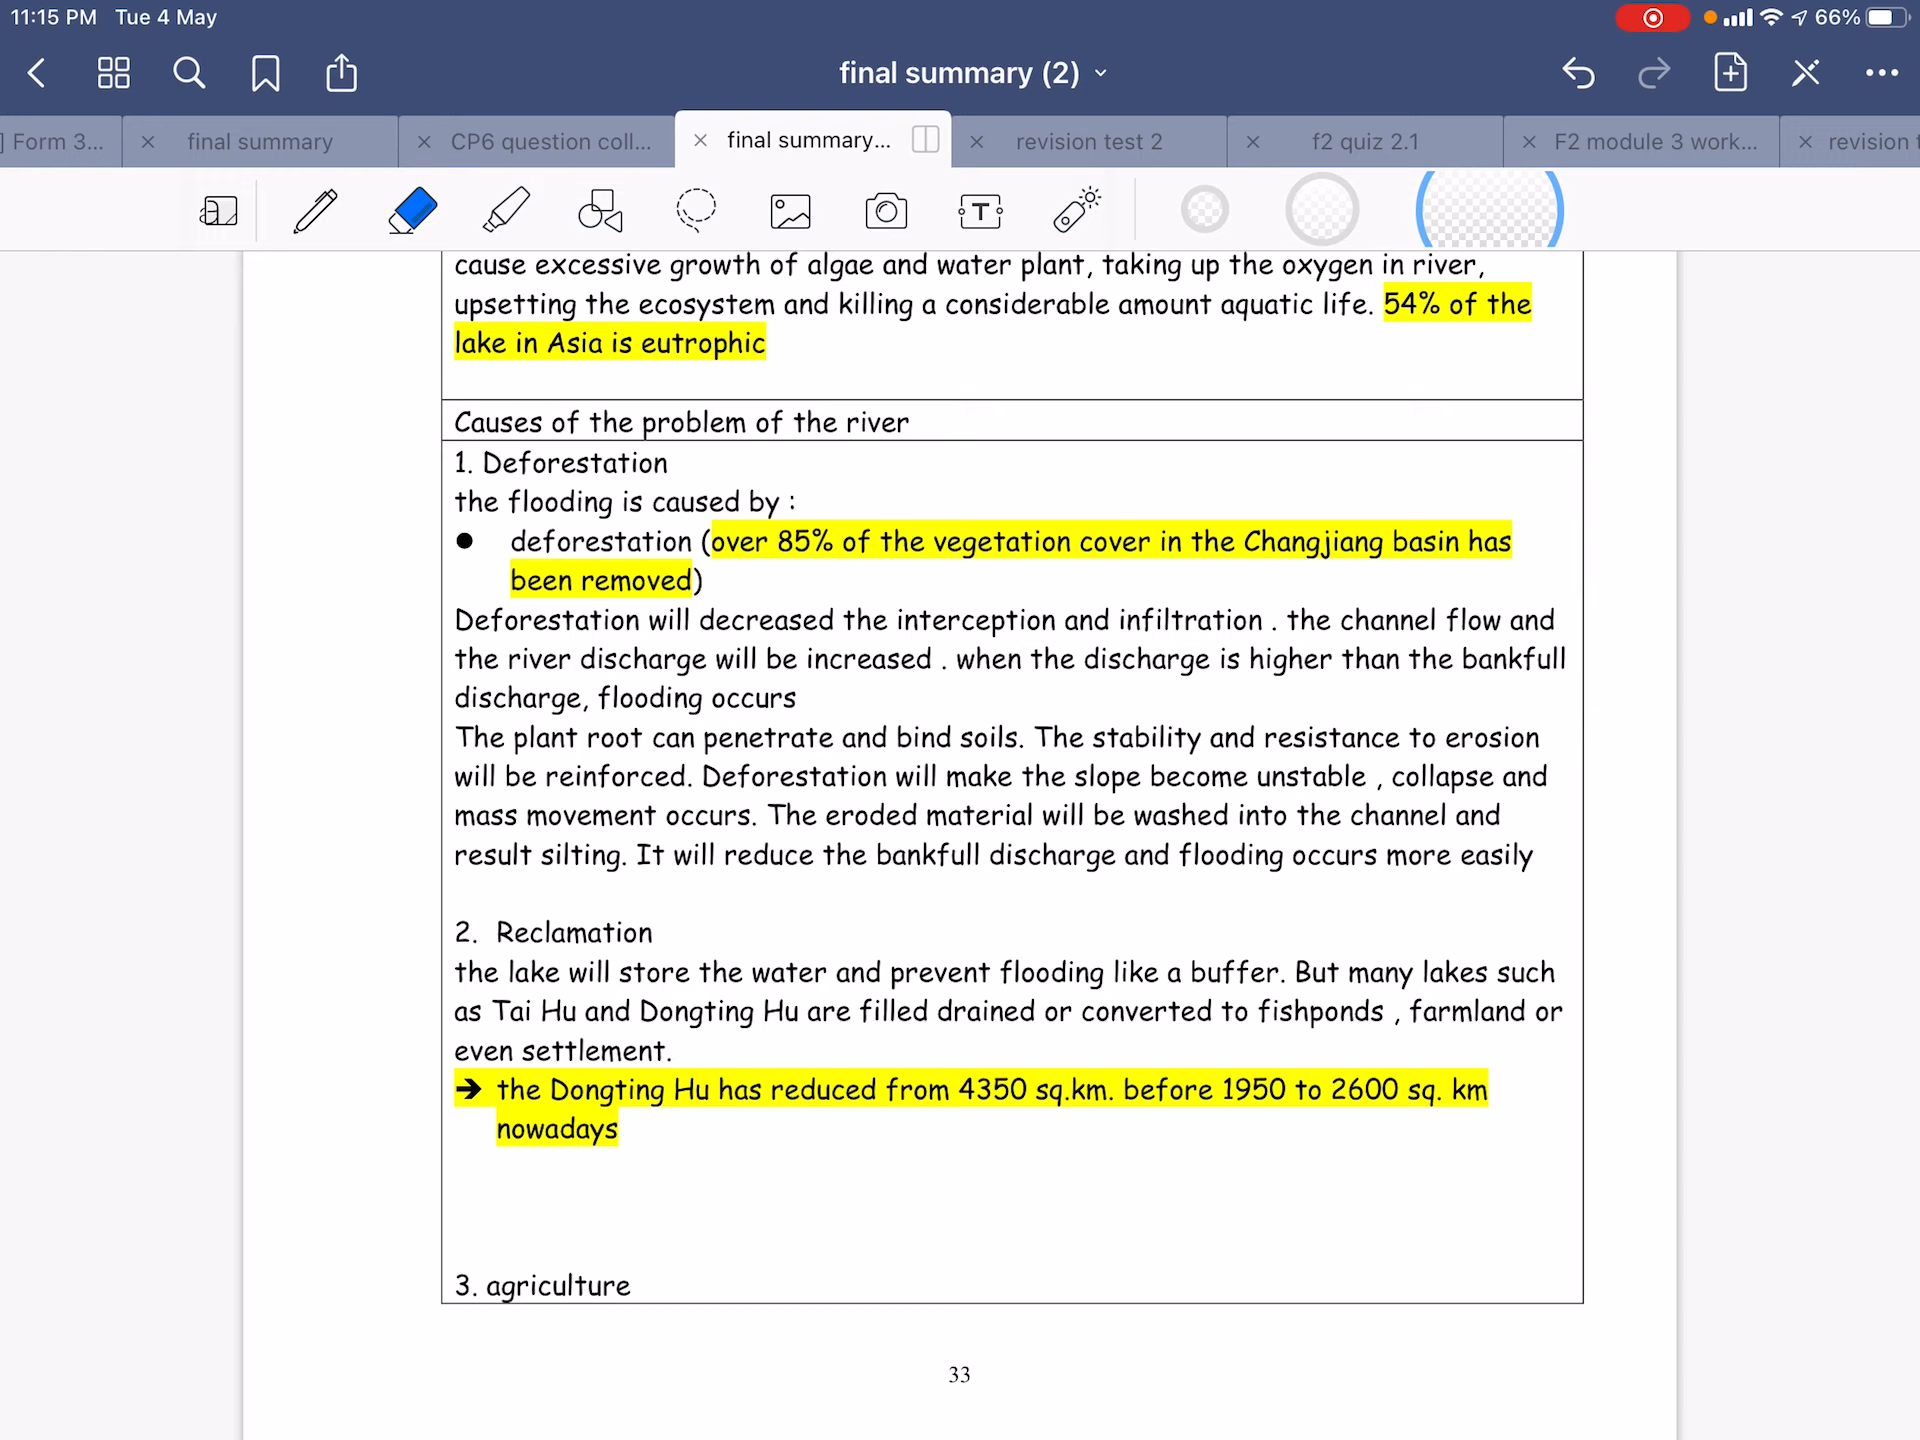 11:15 PM Tue 4 May
66%
final summary (2)
] Form 3...
final summary
CP6 question coll...
final summary...
revision test 2
f2 quiz 2.1
F2 module 3 work...
revision t
cause excessive growth of algae and water plant, taking up the oxygen in river,
upsetting the ecosystem and killing a considerable amount aquatic life. 54% of the
lake in Asia is eutrophic
Causes of the problem of the river
1. Deforestation
the flooding is caused by :
● deforestation (over 85% of the vegetation cover in the Changjiang basin has
been removed)
Deforestation will decreased the interception and infiltration . the channel flow and
the river discharge will be increased . when the discharge is higher than the bankfull
discharge, flooding occurs
The plant root can penetrate and bind soils. The stability and resistance to erosion
will be reinforced. Deforestation will make the slope become unstable , collapse and
mass movement occurs. The eroded material will be washed into the channel and
result silting. It will reduce the bankfull discharge and flooding occurs more easily
2. Reclamation
the lake will store the water and prevent flooding like a buffer. But many lakes such
as Tai Hu and Dongting Hu are filled drained or converted to fishponds , farmland or
even settlement.
➔ the Dongting Hu has reduced from 4350 sq.km. before 1950 to 2600 sq. km
nowadays
3. agriculture
33